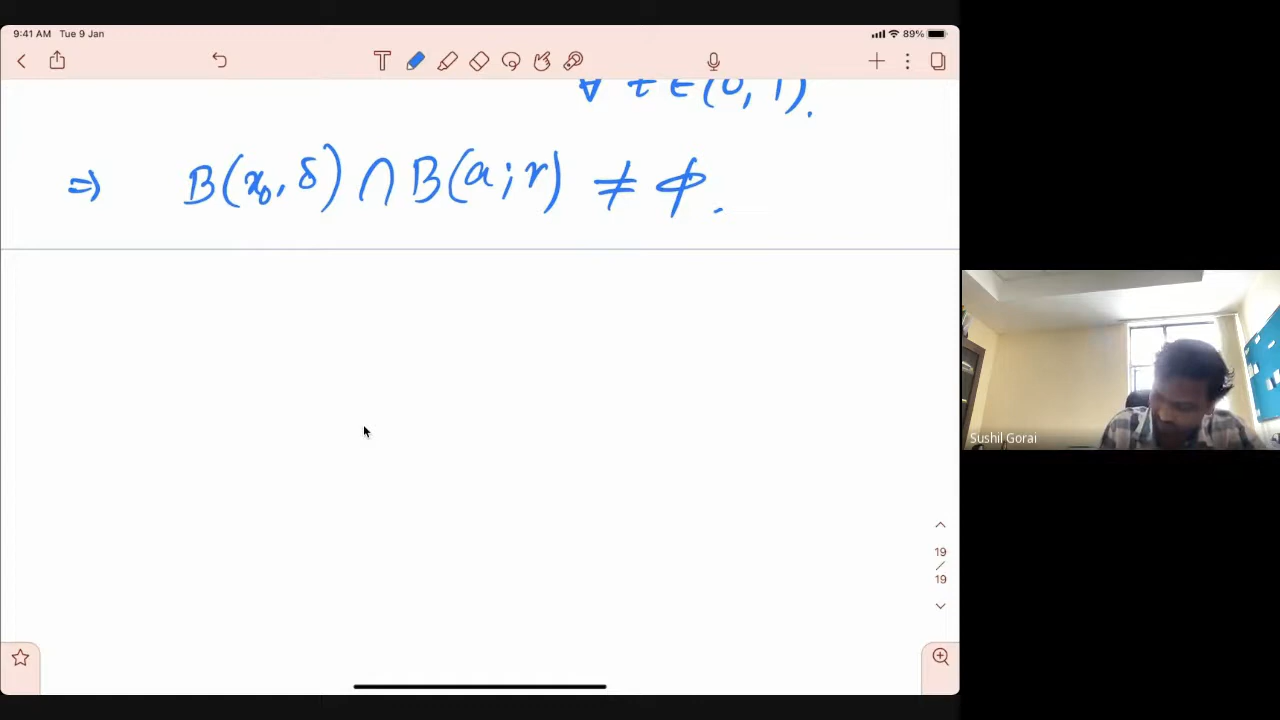 9:41 AM Tue 9 Jan
89%
∀ t ∈ (0, 1).
⇒ B(x₀, δ) ∩ B(a; r) ≠ ϕ.
Sushil Gorai
19
/
19